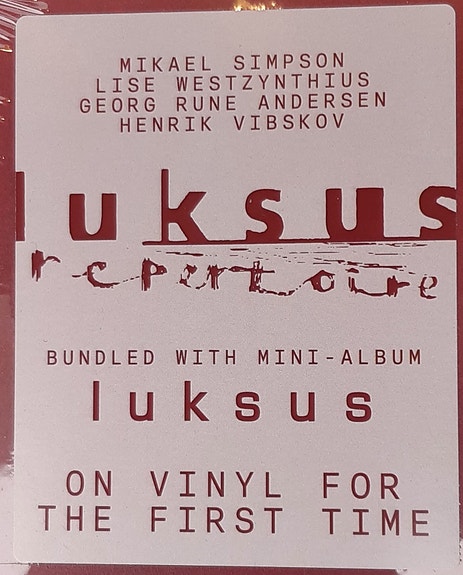 MIKAEL SIMPSON
LISE WESTZYNTHIUS
GEORG RUNE ANDERSEN
HENRIK VIBSKOV
luksus
repertoire
BUNDLED WITH MINI-ALBUM
luksus
ON VINYL FOR
THE FIRST TIME